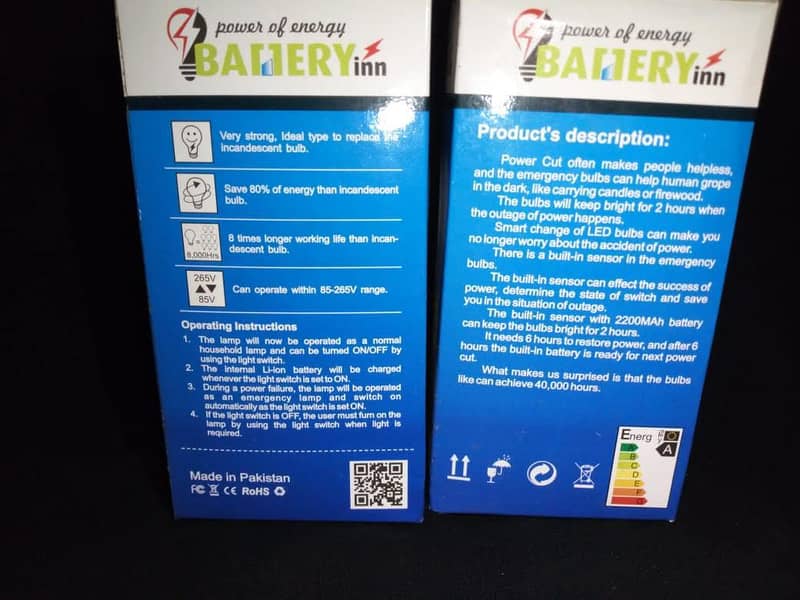 power of energy
BATTERY inn
Very strong, Ideal type to replace the
incandescent bulb.
Save 80% of energy than incandescent
bulb.
8,000Hrs
8 times longer working life than incan-
descent bulb.
265V
85V
Can operate within 85-265V range.
Operating Instructions
1. The lamp will now be operated as a normal
household lamp and can be turned ON/OFF by
using the light switch.
2. The internal Li-ion battery will be charged
whenever the light switch is set to ON.
3. During a power failure, the lamp will be operated
as an emergency lamp and switch on
automatically as the light switch is set ON.
4. If the light switch is OFF, the user must furn on the
lamp by using the light switch when light is
required.
Made in Pakistan
FC CE RoHS
power of energy
BATTERY inn
Product's description:
Power Cut often makes people helpless,
and the emergency bulbs can help human grope
in the dark, like carrying candles or firewood.
The bulbs will keep bright for 2 hours when
the outage of power happens.
Smart change of LED bulbs can make you
no longer worry about the accident of power.
There is a built-in sensor in the emergency
bulbs.
The built-in sensor can effect the success of
power, determine the state of switch and save
you in the situation of outage.
The built-in sensor with 2200MAh battery
can keep the bulbs bright for 2 hours.
It needs 6 hours to restore power, and after 6
hours the built-in battery is ready for next power
cut.
What makes us surprised is that the bulbs
like can achieve 40,000 hours.
Energ
A
A
B
C
D
E
F
G